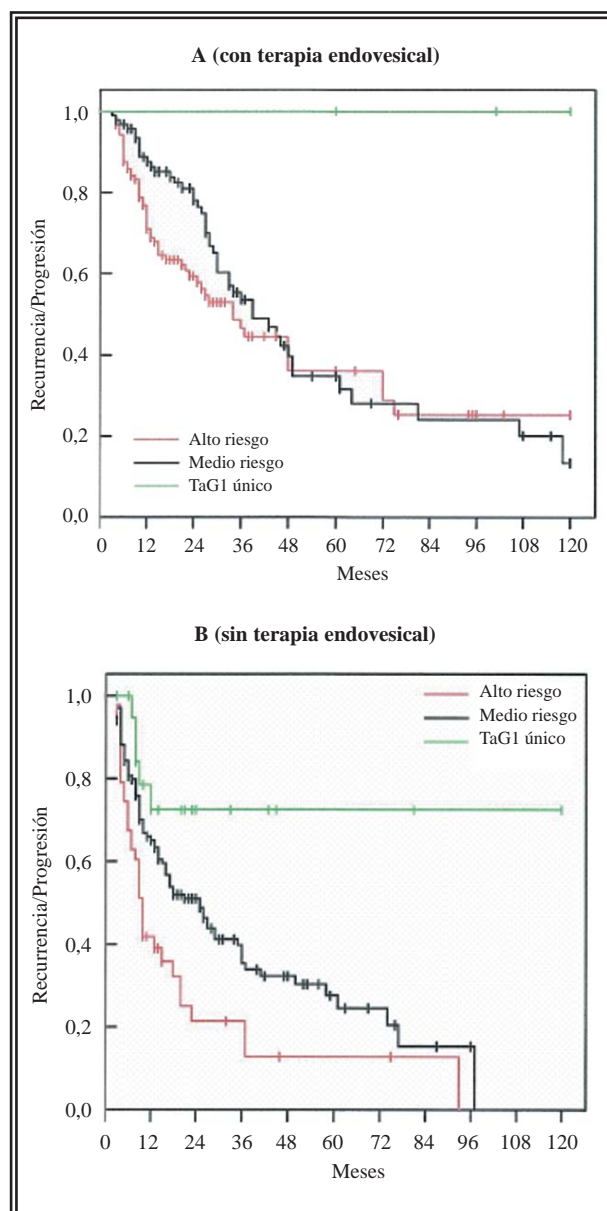 A (con terapia endovesical)
1,0
0,8
0,6
0,4
0,2
0,0
Recurrencia/Progresión
Alto riesgo
Medio riesgo
TaG1 único
0 12 24 36 48 60 72 84 96 108 120
Meses
B (sin terapia endovesical)
1,0
0,8
0,6
0,4
0,2
0,0
Recurrencia/Progresión
Alto riesgo
Medio riesgo
TaG1 único
0 12 24 36 48 60 72 84 96 108 120
Meses